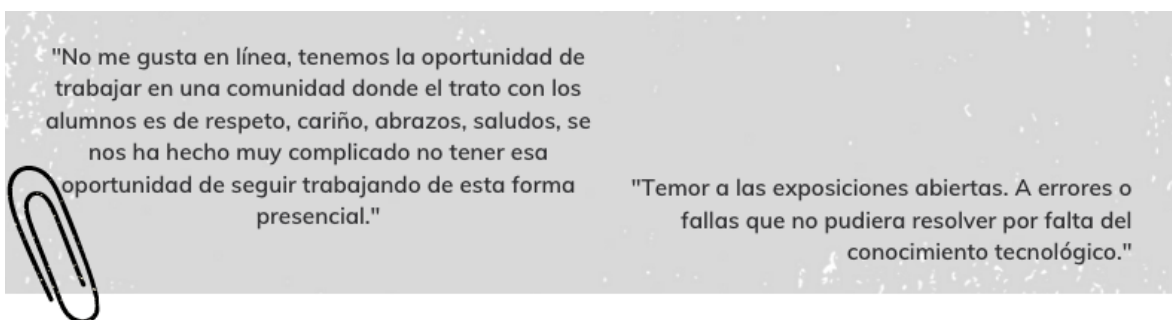 "No me gusta en línea, tenemos la oportunidad de
trabajar en una comunidad donde el trato con los
alumnos es de respeto, cariño, abrazos, saludos, se
nos ha hecho muy complicado no tener esa
oportunidad de seguir trabajando de esta forma
presencial."
"Temor a las exposiciones abiertas. A errores o
fallas que no pudiera resolver por falta del
conocimiento tecnológico."